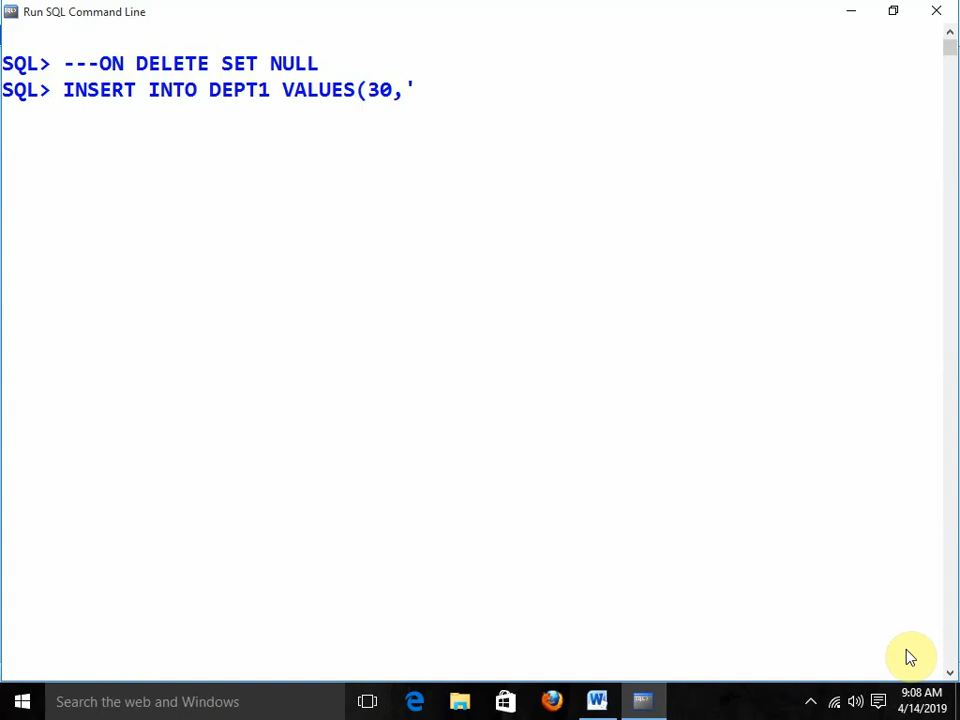 Run SQL Command Line
SQL> ---ON DELETE SET NULL
SQL> INSERT INTO DEPT1 VALUES(30,'
Search the web and Windows
9:08 AM
4/14/2019